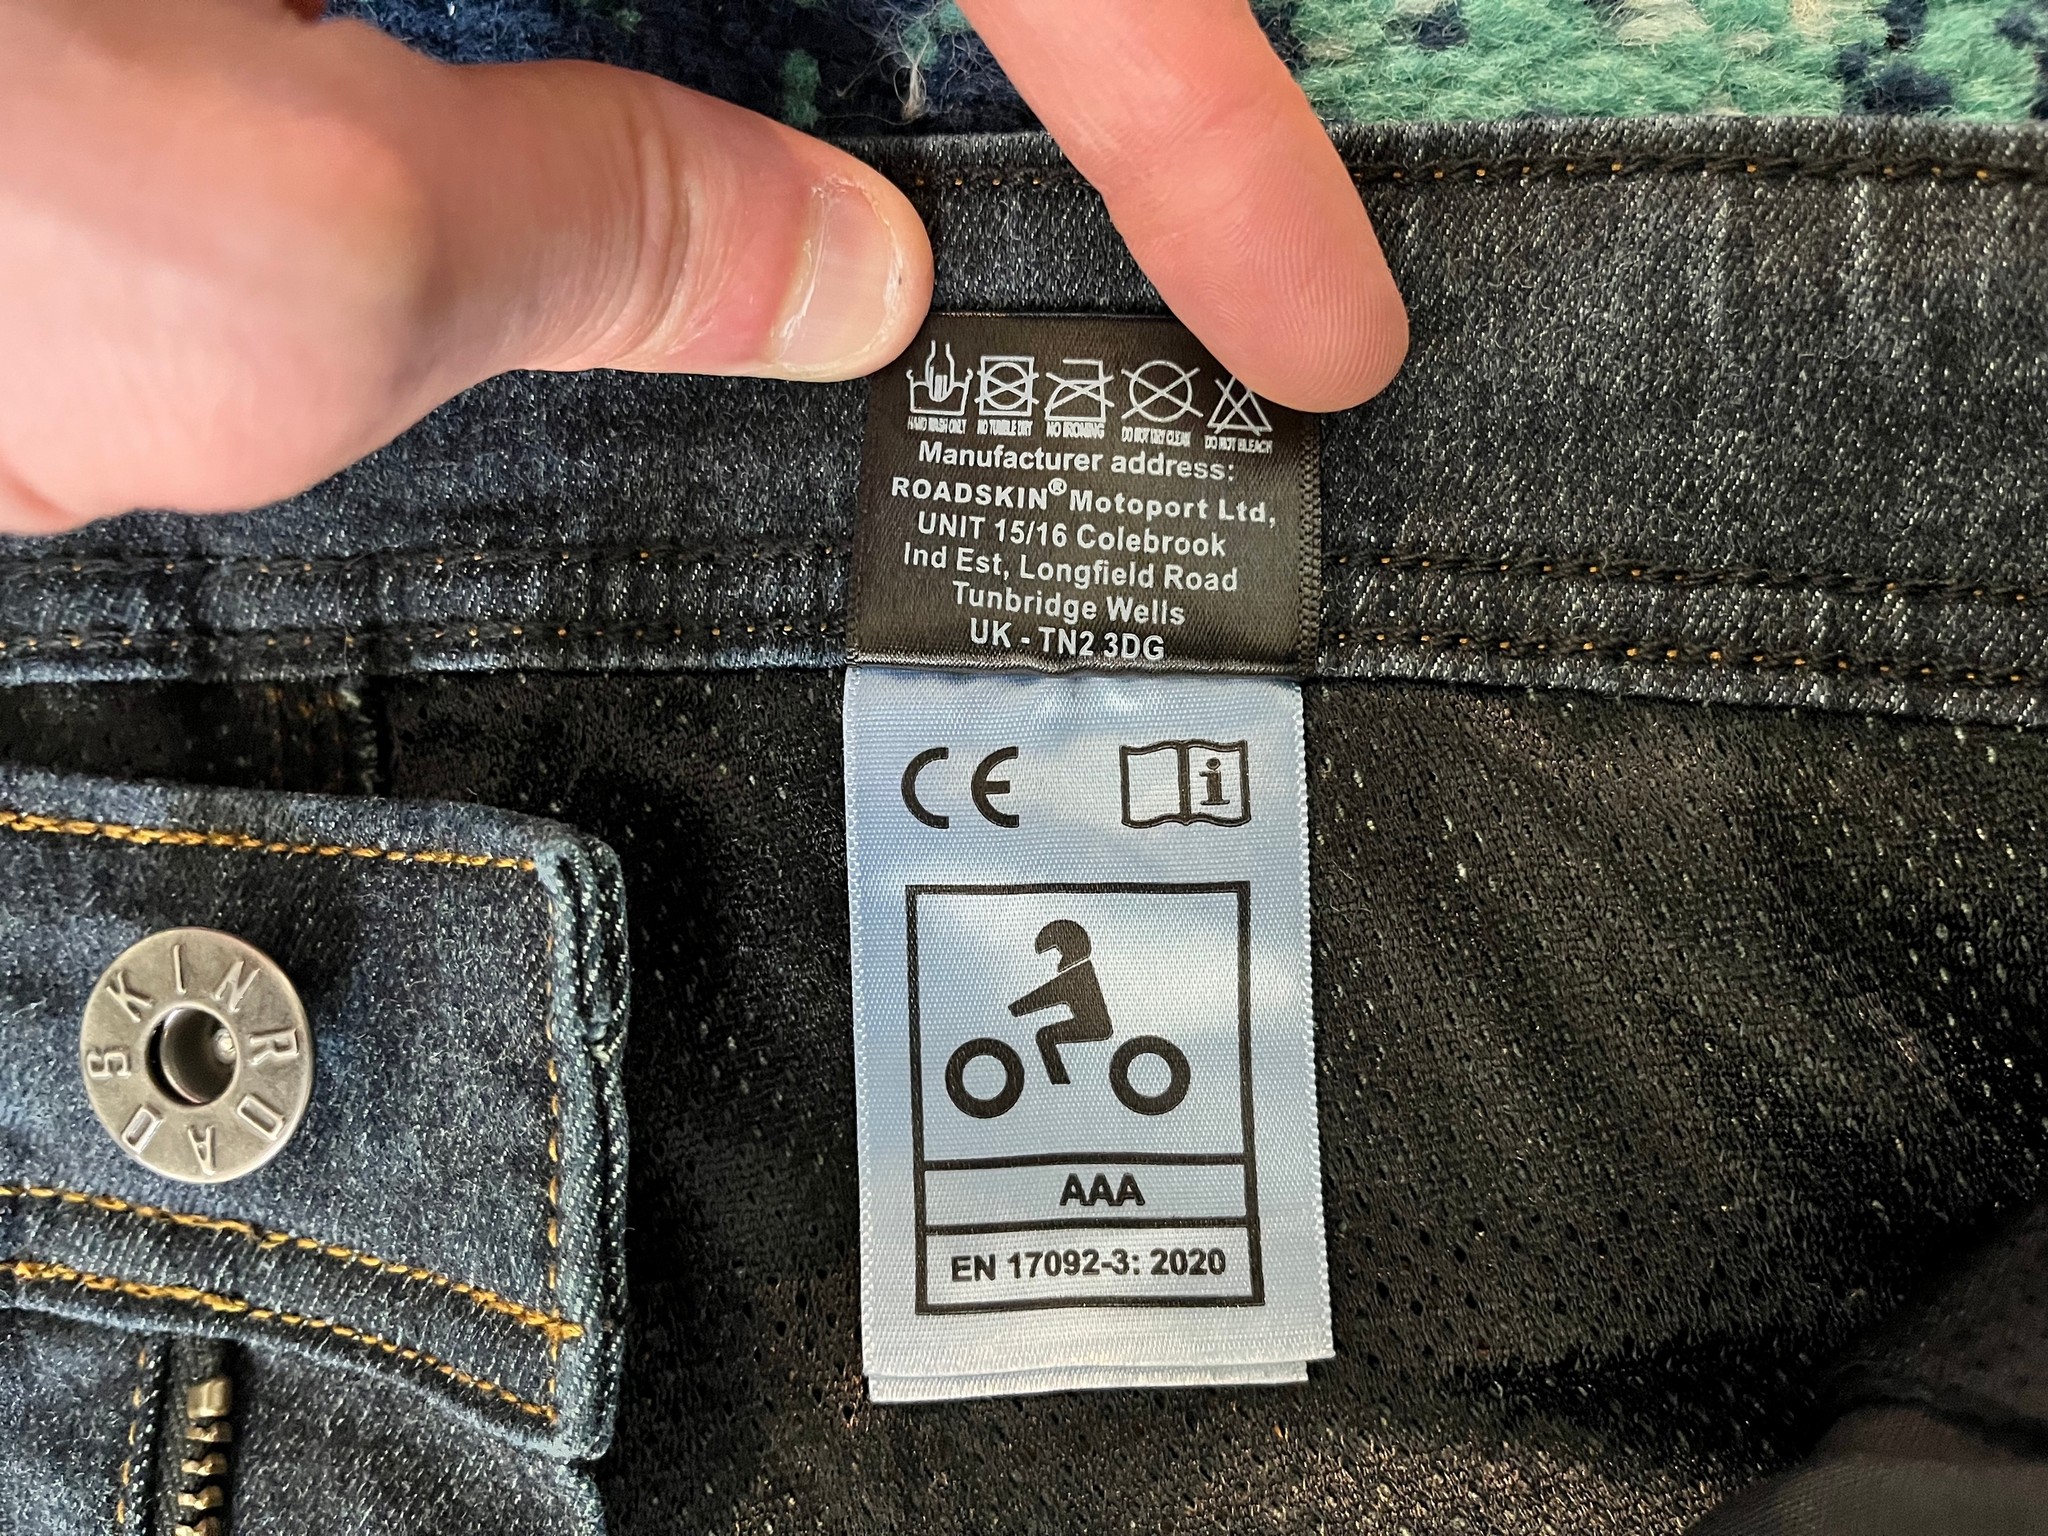 HAND WASH ONLY NO TUMBLE DRY NO IRONING DO NOT DRY CLEAN DO NOT BLEACH
Manufacturer address:
ROADSKIN® Motoport Ltd,
UNIT 15/16 Colebrook
Ind Est, Longfield Road
Tunbridge Wells
UK - TN2 3DG
CE i
AAA
EN 17092-3: 2020
ROADSKIN